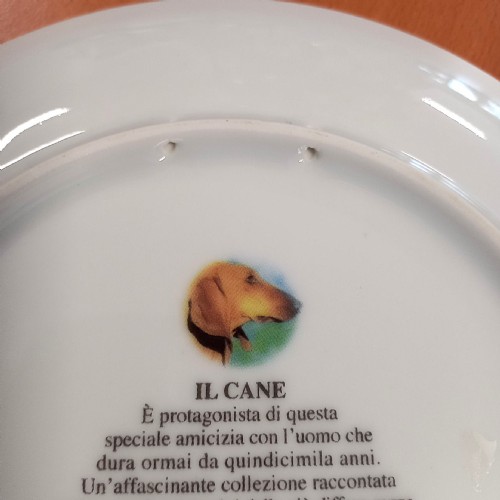 IL CANE
È protagonista di questa
speciale amicizia con l'uomo che
dura ormai da quindicimila anni.
Un'affascinante collezione raccontata